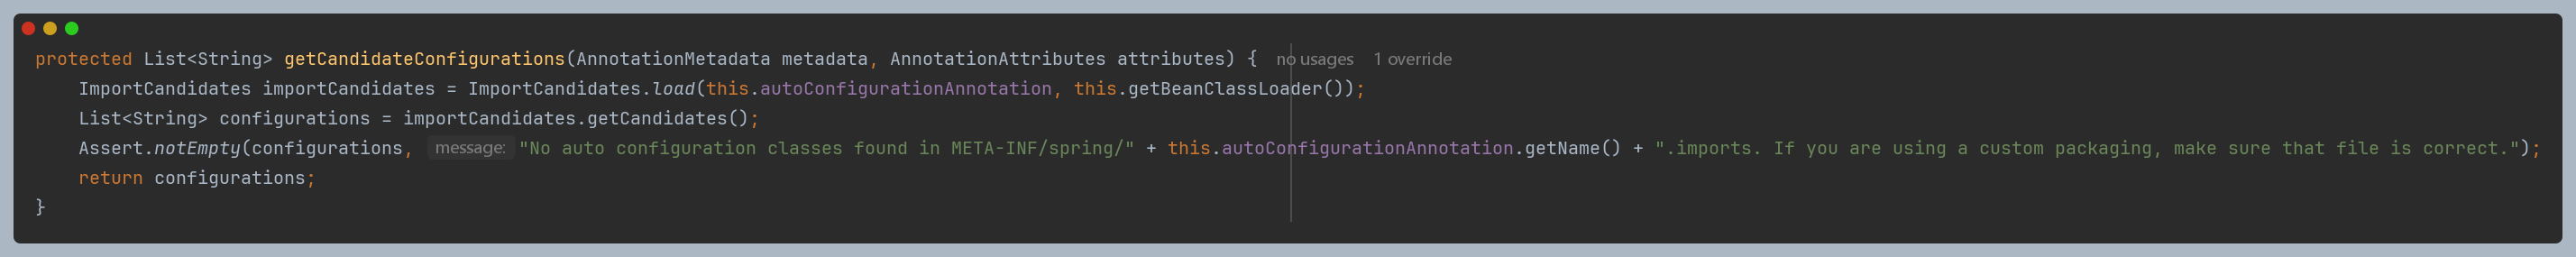 protected List<String> getCandidateConfigurations(AnnotationMetadata metadata, AnnotationAttributes attributes) { no usages 1 override
    ImportCandidates importCandidates = ImportCandidates.load(this.autoConfigurationAnnotation, this.getBeanClassLoader());
    List<String> configurations = importCandidates.getCandidates();
    Assert.notEmpty(configurations, message: "No auto configuration classes found in META-INF/spring/" + this.autoConfigurationAnnotation.getName() + ".imports. If you are using a custom packaging, make sure that file is correct.");
    return configurations;
}